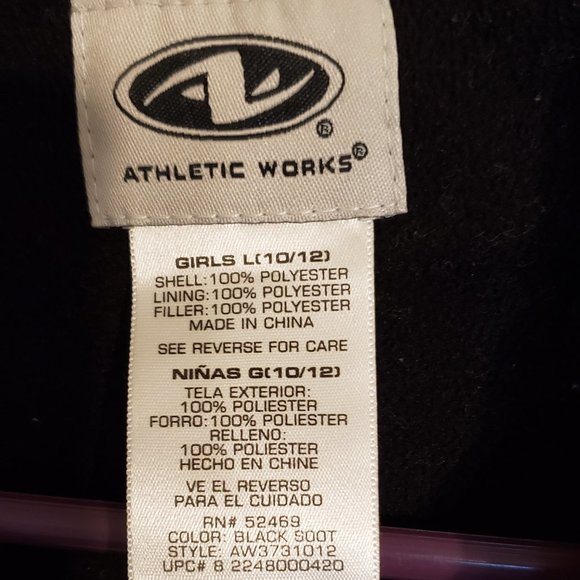 ATHLETIC WORKS®
GIRLS L(10/12)
SHELL:100% POLYESTER
LINING:100% POLYESTER
FILLER:100% POLYESTER
MADE IN CHINA
SEE REVERSE FOR CARE
NIÑAS G(10/12)
TELA EXTERIOR:
100% POLIESTER
FORRO:100% POLIESTER
RELLENO:
100% POLIESTER
HECHO EN CHINE
VE EL REVERSO
PARA EL CUIDADO
RN# 52469
COLOR: BLACK SOOT
STYLE: AW3731012
UPC# 8 2248000420